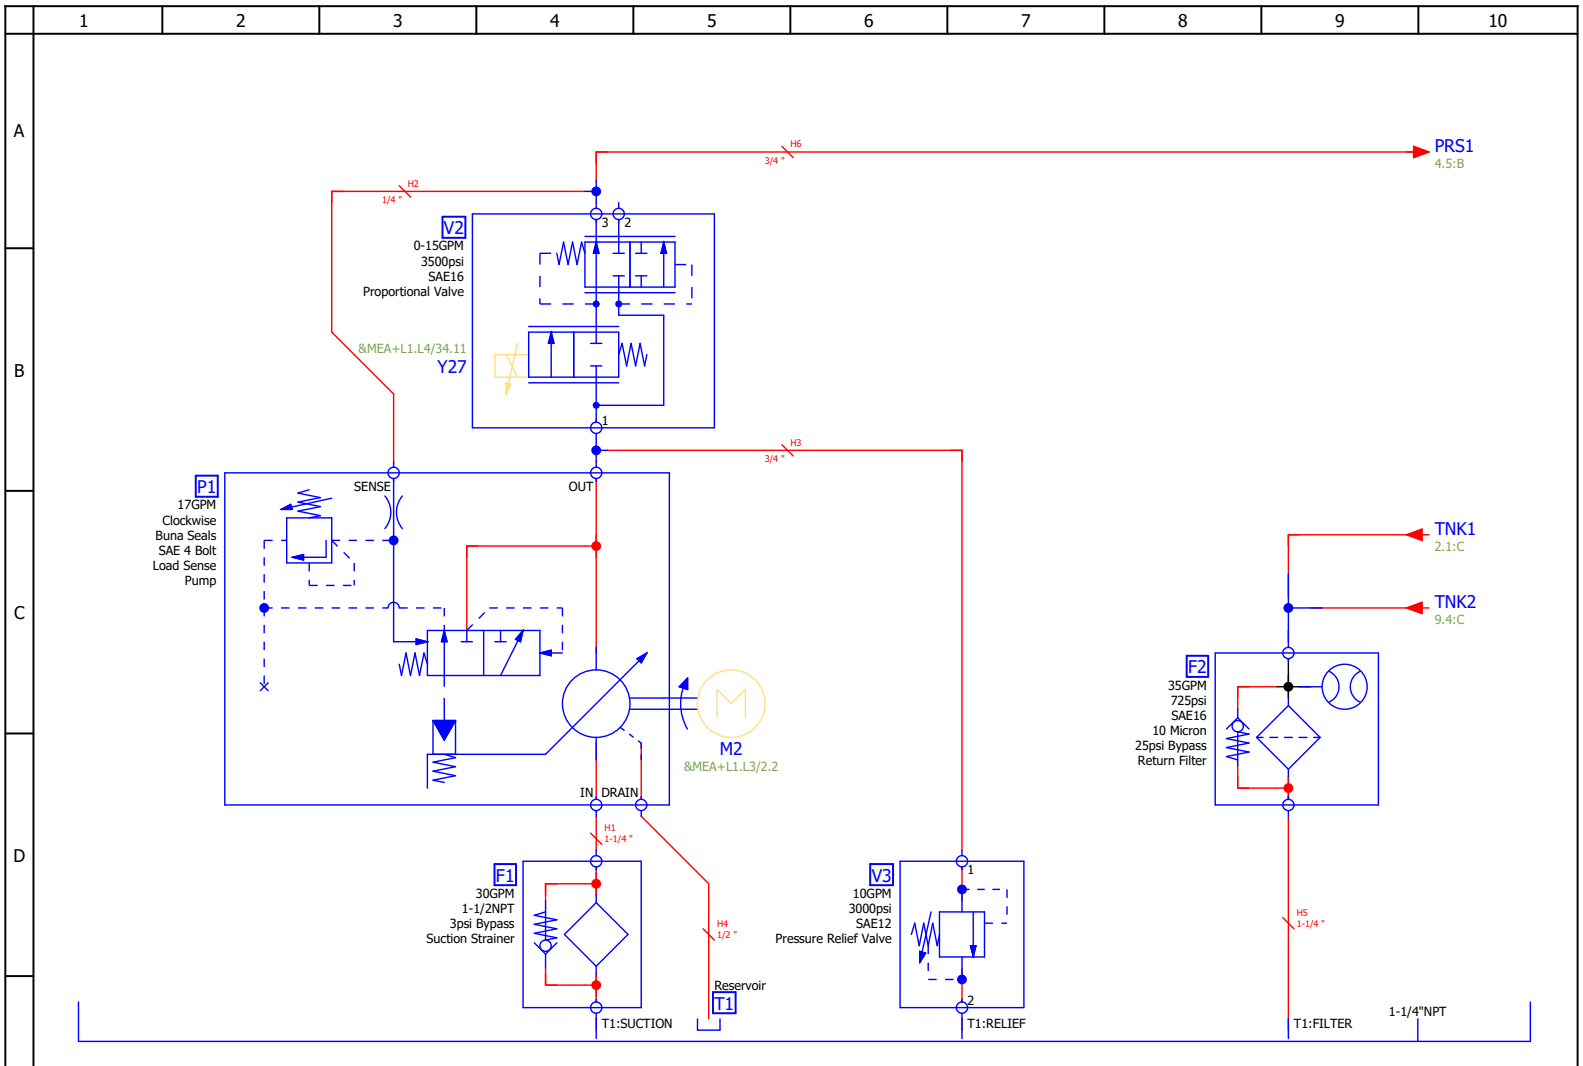 1 2 3 4 5 6 7 8 9 10
A
H6
3/4 "
PRS1
4.5:B
H2
1/4 "
V2
0-15GPM
3500psi
SAE16
Proportional Valve
3 2
B
&MEA+L1.L4/34.11
Y27
1
H3
3/4 "
P1
17GPM
Clockwise
Buna Seals
SAE 4 Bolt
Load Sense
Pump
SENSE
OUT
TNK1
2.1:C
C
TNK2
9.4:C
M
M2
&MEA+L1.L3/2.2
F2
35GPM
725psi
SAE16
10 Micron
25psi Bypass
Return Filter
IN DRAIN
D
H1
1-1/4 "
F1
30GPM
1-1/2NPT
3psi Bypass
Suction Strainer
H4
1/2 "
V3
10GPM
3000psi
SAE12
Pressure Relief Valve
1
2
H5
1-1/4 "
Reservoir
T1
T1:SUCTION
T1:RELIEF
T1:FILTER
1-1/4"NPT